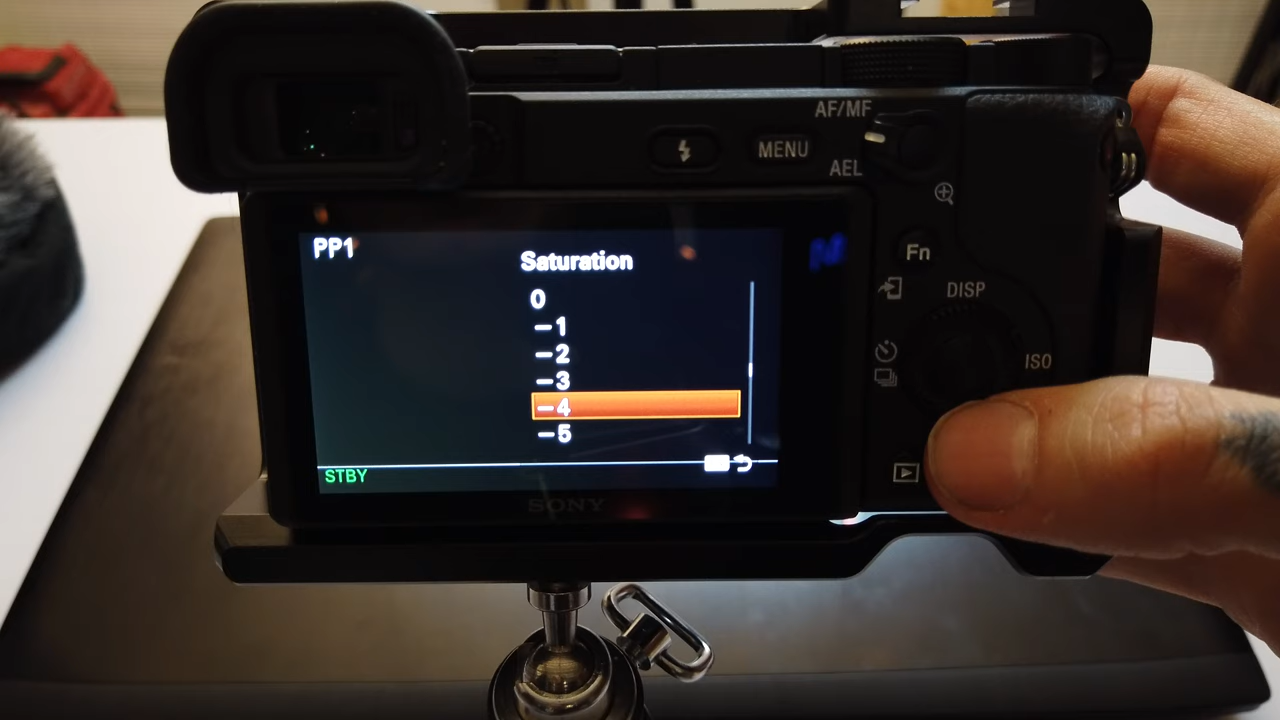 AF/MF
MENU
AEL
PP1
Saturation
Fn
0
DISP
–1
–2
ISO
–3
–4
–5
STBY
SONY